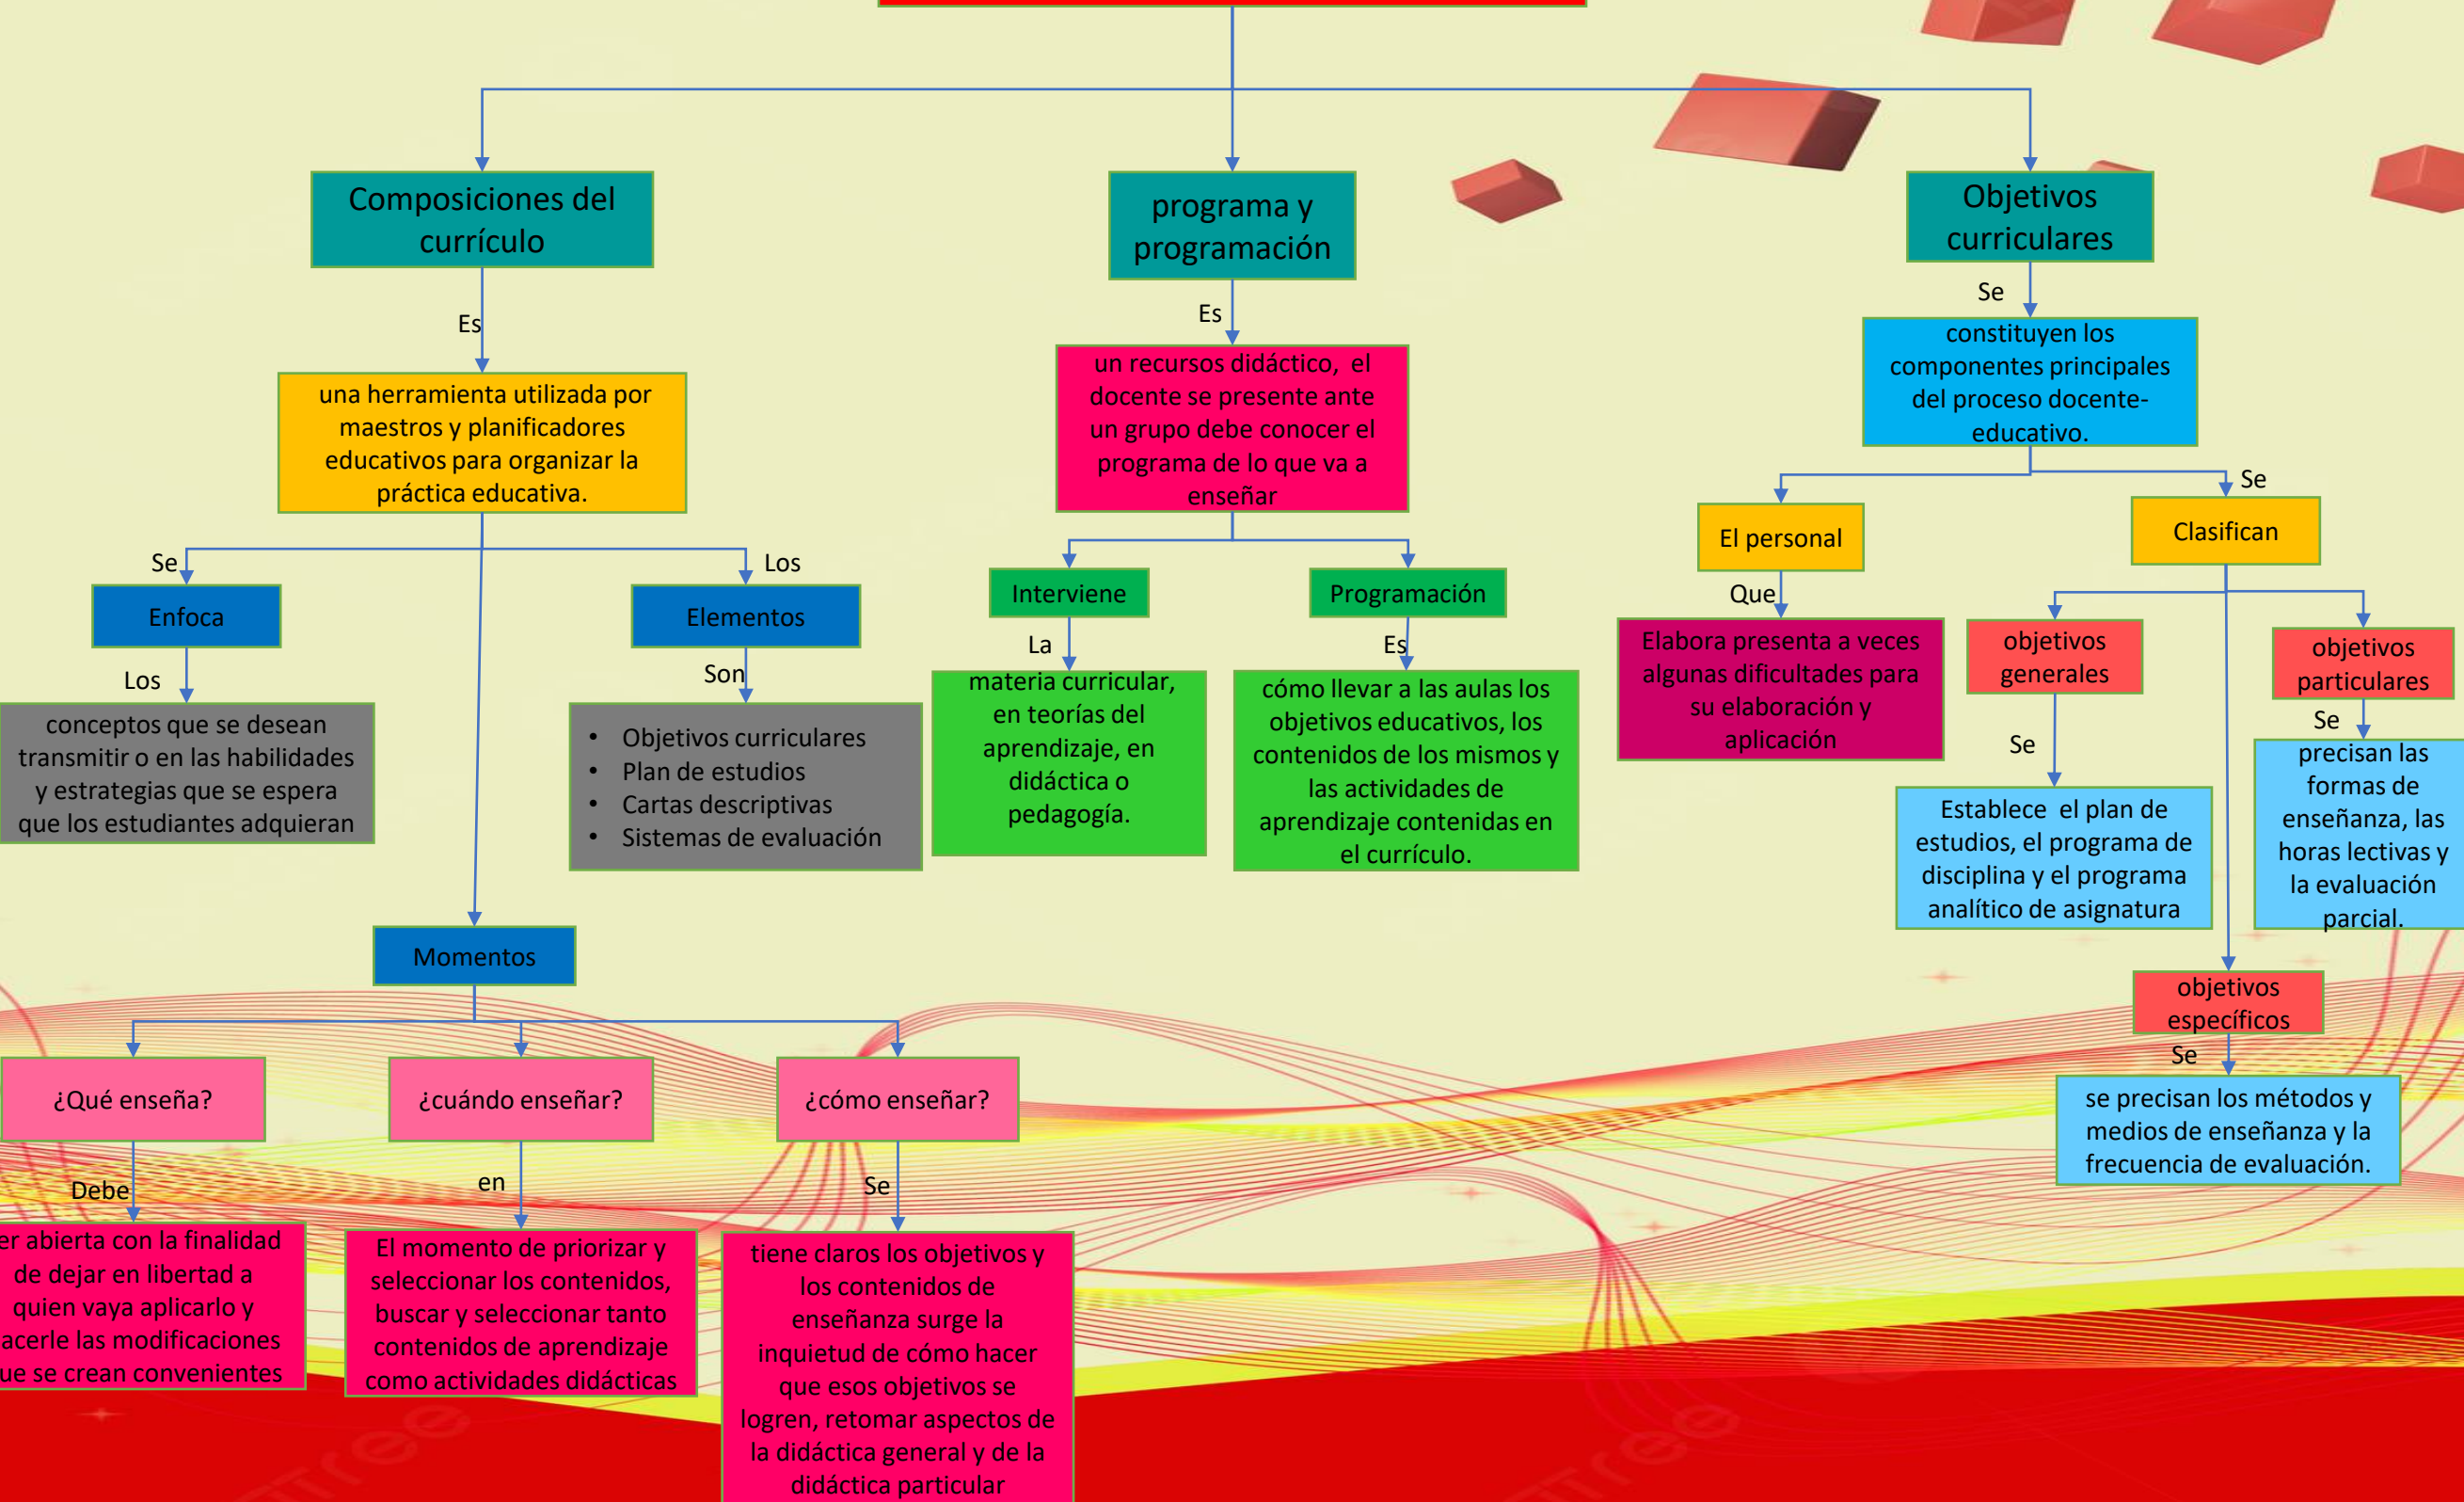 Composiciones del
currículo
programa y
programación
Objetivos
curriculares
Es
Es
Se
una herramienta utilizada por
maestros y planificadores
educativos para organizar la
práctica educativa.
un recursos didáctico,  el
docente se presente ante
un grupo debe conocer el
programa de lo que va a
enseñar
constituyen los
componentes principales
del proceso docente-
educativo.
Se
Los
Se
Enfoca
Elementos
Interviene
Programación
El personal
Clasifican
Los
Son
La
Es
Que
conceptos que se desean
transmitir o en las habilidades
y estrategias que se espera
que los estudiantes adquieran
• Objetivos curriculares
• Plan de estudios
• Cartas descriptivas
• Sistemas de evaluación
materia curricular,
en teorías del
aprendizaje, en
didáctica o
pedagogía.
cómo llevar a las aulas los
objetivos educativos, los
contenidos de los mismos y
las actividades de
aprendizaje contenidas en
el currículo.
Elabora presenta a veces
algunas dificultades para
su elaboración y
aplicación
objetivos
generales
objetivos
particulares
Se
Se
Establece  el plan de
estudios, el programa de
disciplina y el programa
analítico de asignatura
precisan las
formas de
enseñanza, las
horas lectivas y
la evaluación
parcial.
Momentos
objetivos
específicos
Se
se precisan los métodos y
medios de enseñanza y la
frecuencia de evaluación.
¿Qué enseña?
¿cuándo enseñar?
¿cómo enseñar?
Debe
en
Se
er abierta con la finalidad
de dejar en libertad a
quien vaya aplicarlo y
acerle las modificaciones
ue se crean convenientes
El momento de priorizar y
seleccionar los contenidos,
buscar y seleccionar tanto
contenidos de aprendizaje
como actividades didácticas
tiene claros los objetivos y
los contenidos de
enseñanza surge la
inquietud de cómo hacer
que esos objetivos se
logren, retomar aspectos de
la didáctica general y de la
didáctica particular